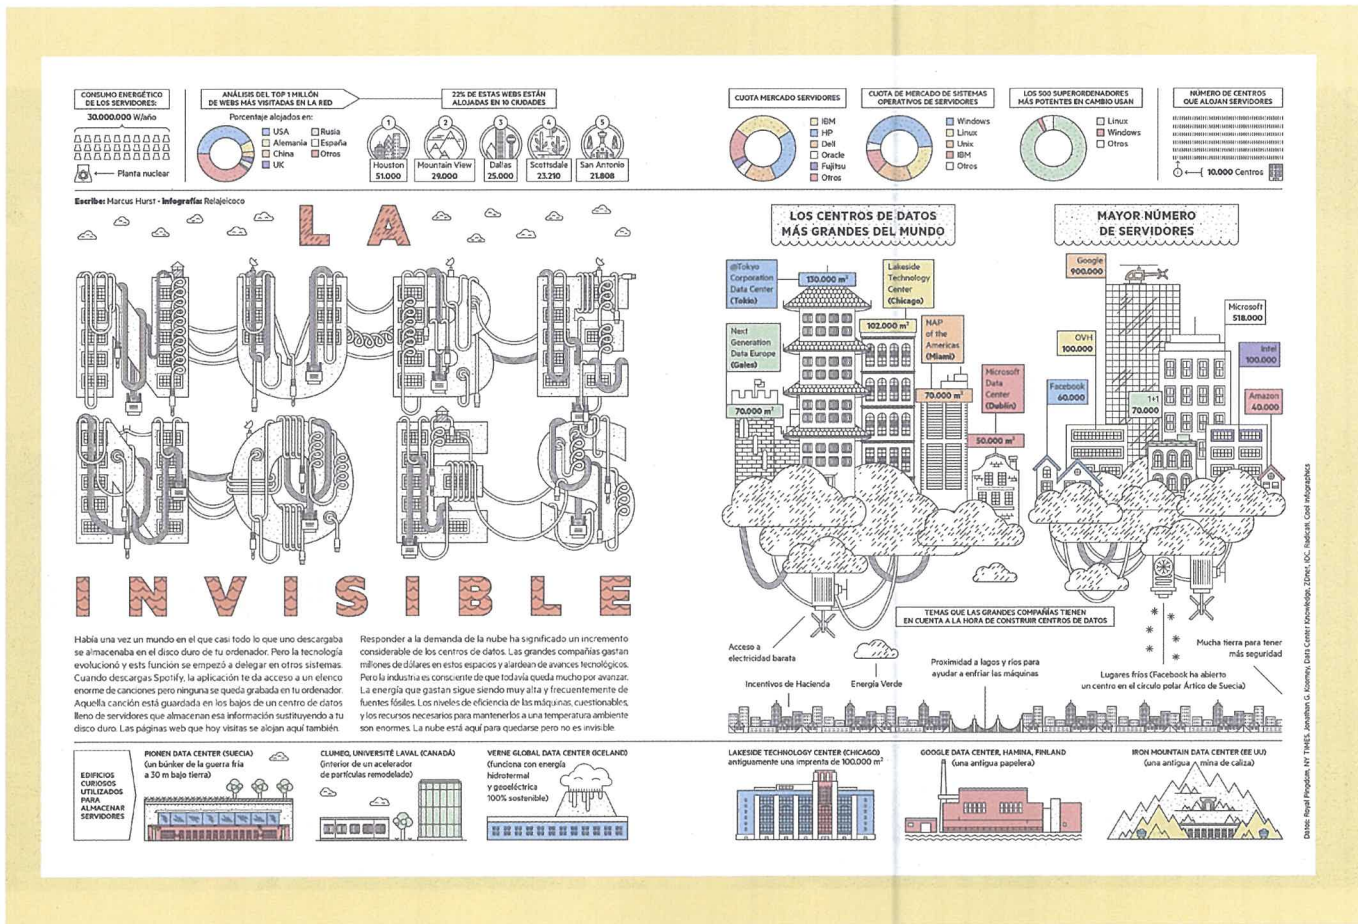 CONSUMO ENERGÉTICO
DE LOS SERVIDORES:
30.000.000 W/año
Planta nuclear
ANÁLISIS DEL TOP 1 MILLÓN
DE WEBS MÁS VISITADAS EN LA RED
Porcentaje alojados en:
USA
Alemania
China
UK
Rusia
España
Otros
22% DE ESTAS WEBS ESTÁN
ALOJADAS EN 10 CIUDADES
1
Houston
51.000
2
Mountain View
29.000
3
Dallas
25.000
4
Scottsdale
23.210
5
San Antonio
21.808
CUOTA MERCADO SERVIDORES
IBM
HP
Dell
Oracle
Fujitsu
Otros
CUOTA DE MERCADO DE SISTEMAS
OPERATIVOS DE SERVIDORES
Windows
Linux
Unix
IBM
Otros
LOS 500 SUPERORDENADORES
MÁS POTENTES EN CAMBIO USAN
Linux
Windows
Otros
NÚMERO DE CENTROS
QUE ALOJAN SERVIDORES
10.000 Centros
Escribe: Marcus Hurst - Infografía: Relajaelcoco
LA
NUBE
NO ES
INVISIBLE
Había una vez un mundo en el que casi todo lo que uno descargaba
se almacenaba en el disco duro de tu ordenador. Pero la tecnología
evolucionó y esta función se empezó a delegar en otros sistemas.
Cuando descargas Spotify, la aplicación te da acceso a un elenco
enorme de canciones pero ninguna se queda grabada en tu ordenador.
Aquella canción está guardada en los bajos de un centro de datos
lleno de servidores que almacenan esa información sustituyendo a tu
disco duro. Las páginas web que hoy visitas se alojan aquí también.
Responder a la demanda de la nube ha significado un incremento
considerable de los centros de datos. Las grandes compañías gastan
millones de dólares en estos espacios y alardean de avances tecnológicos.
Pero la industria es consciente de que todavía queda mucho por avanzar.
La energía que gastan sigue siendo muy alta y frecuentemente de
fuentes fósiles. Los niveles de eficiencia de las máquinas, cuestionables,
y los recursos necesarios para mantenerlos a una temperatura ambiente
son enormes. La nube está aquí para quedarse pero no es invisible
LOS CENTROS DE DATOS
MÁS GRANDES DEL MUNDO
@Tokyo
Corporation
Data Center
(Tokio)
130.000 m²
Lakeside
Technology
Center
(Chicago)
102.000 m²
Next
Generation
Data Europe
(Gales)
70.000 m²
NAP
of the
Americas
(Miami)
70.000 m²
Microsoft
Data
Center
(Dublín)
50.000 m²
MAYOR NÚMERO
DE SERVIDORES
Google
900.000
Microsoft
518.000
OVH
100.000
Intel
100.000
Facebook
60.000
1+1
70.000
Amazon
40.000
TEMAS QUE LAS GRANDES COMPAÑÍAS TIENEN
EN CUENTA A LA HORA DE CONSTRUIR CENTROS DE DATOS
Acceso a
electricidad barata
Incentivos de Hacienda
Energía Verde
Proximidad a lagos y ríos para
ayudar a enfriar las máquinas
Lugares fríos (Facebook ha abierto
un centro en el círculo polar Ártico de Suecia)
Mucha tierra para tener
más seguridad
EDIFICIOS
CURIOSOS
UTILIZADOS
PARA
ALMACENAR
SERVIDORES
PIONEN DATA CENTER (SUECIA)
(un búnker de la guerra fría
a 30 m bajo tierra)
CLUMEQ, UNIVERSITÉ LAVAL (CANADÁ)
(interior de un acelerador
de partículas remodelado)
VERNE GLOBAL DATA CENTER (ICELAND)
(funciona con energía
hidrotermal
y geoeléctrica
100% sostenible)
LAKESIDE TECHNOLOGY CENTER (CHICAGO)
antiguamente una imprenta de 100.000 m²
GOOGLE DATA CENTER, HAMINA, FINLAND
(una antigua papelera)
IRON MOUNTAIN DATA CENTER (EE UU)
(una antigua mina de caliza)
Datos: Royal Pingdom, NY TIMES, Jonathan G. Koomey, Data Center Knowledge, ZDnet, IDC, Radicati, Cool Infographics